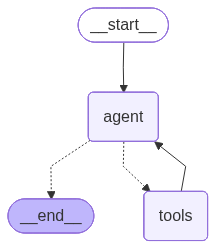 __start__
agent
__end__
tools